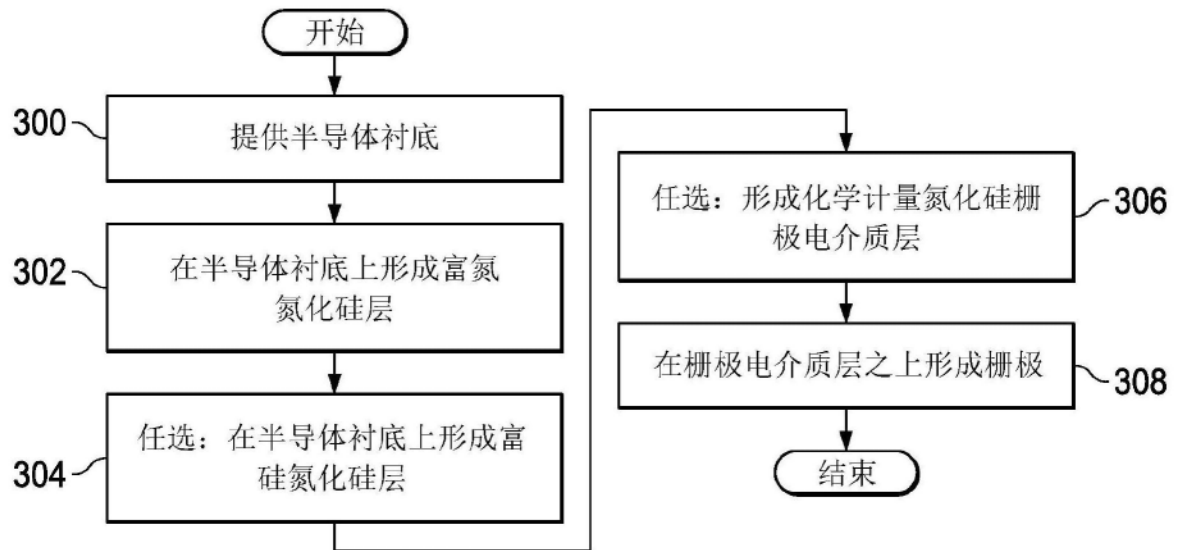 开始
300
提供半导体衬底
302
在半导体衬底上形成富氮
氮化硅层
304
任选：在半导体衬底上形成富
硅氮化硅层
306
任选：形成化学计量氮化硅栅
极电介质层
308
在栅极电介质层之上形成栅极
结束